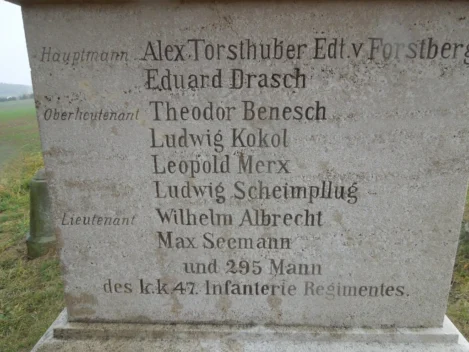 Hauptmann Alex Torsthuber Edt. v. Forstberg
Eduard Drasch
Oberlieutenant Theodor Benesch
Ludwig Kokol
Leopold Merx
Ludwig Scheimpllug
Lieutenant Wilhelm Albrecht
Max Seemann
und 295 Mann
des k.k 47. Infanterie Regimentes.